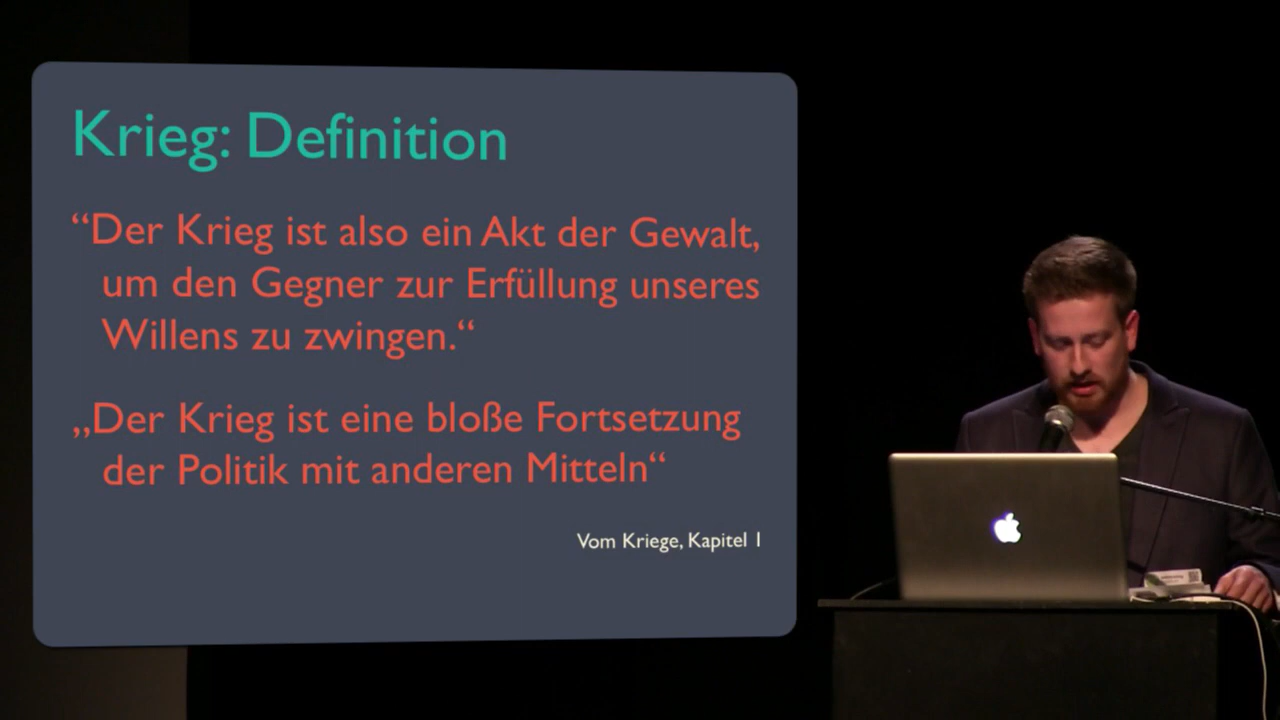 Krieg: Definition
“Der Krieg ist also ein Akt der Gewalt,
um den Gegner zur Erfüllung unseres
Willens zu zwingen.“
„Der Krieg ist eine bloße Fortsetzung
der Politik mit anderen Mitteln“
Vom Kriege, Kapitel 1